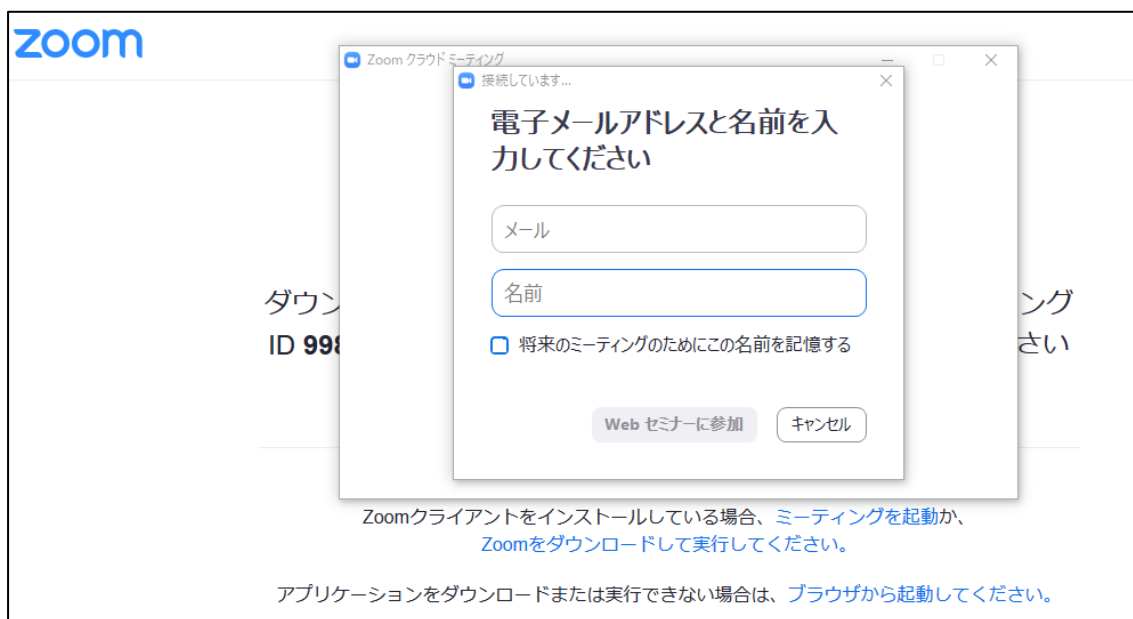 zoom
Zoom クラウド ミーティング
接続しています...
電子メールアドレスと名前を入
力してください
メール
名前
将来のミーティングのためにこの名前を記憶する
Web セミナーに参加
キャンセル
ダウン
ング
ID 998
さい
Zoomクライアントをインストールしている場合、ミーティングを起動か、
Zoomをダウンロードして実行してください。
アプリケーションをダウンロードまたは実行できない場合は、ブラウザから起動してください。